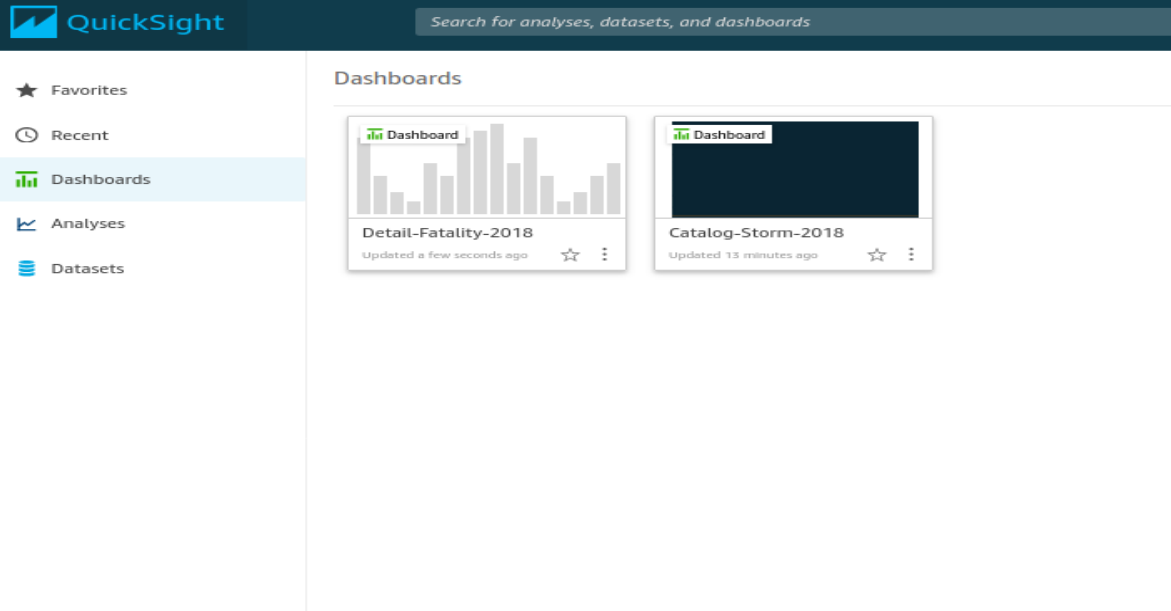 QuickSight
Search for analyses, datasets, and dashboards
Favorites
Recent
Dashboards
Analyses
Datasets
Dashboards
Dashboard
Detail-Fatality-2018
Updated a few seconds ago
Dashboard
Catalog-Storm-2018
Updated 13 minutes ago